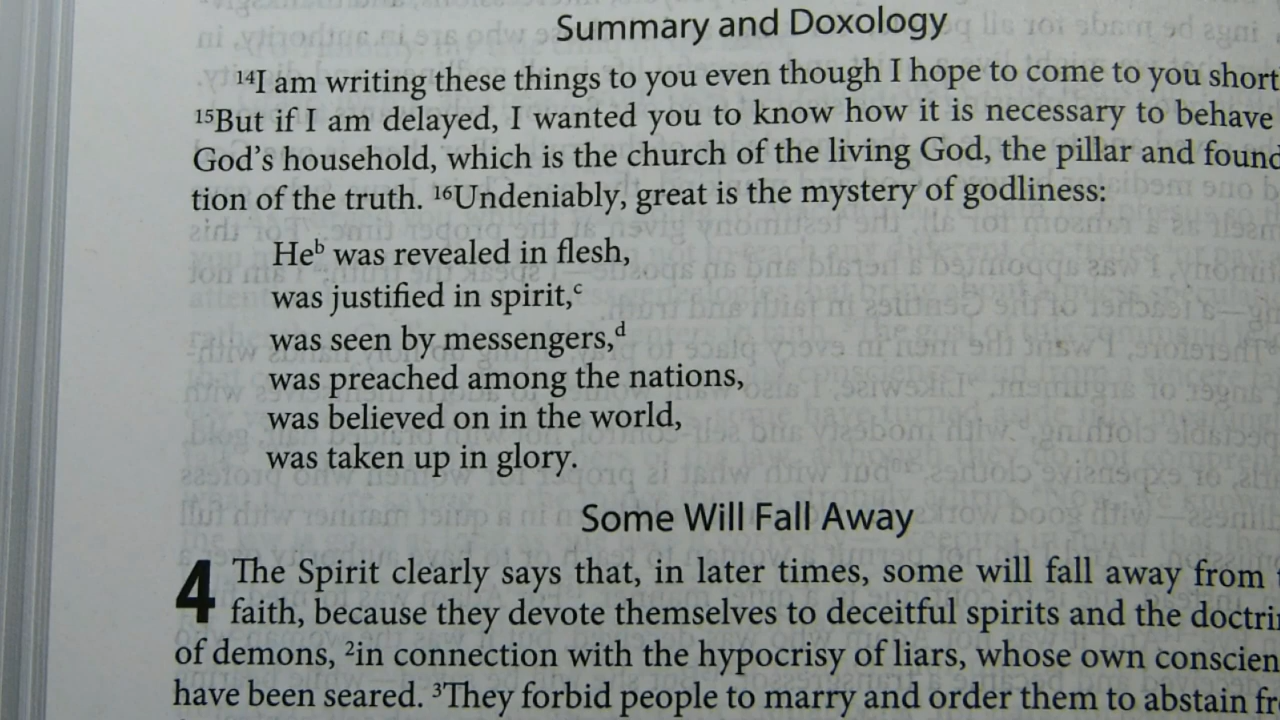 Summary and Doxology
¹⁴I am writing these things to you even though I hope to come to you short
¹⁵But if I am delayed, I wanted you to know how it is necessary to behave
God's household, which is the church of the living God, the pillar and found
tion of the truth. ¹⁶Undeniably, great is the mystery of godliness:
Heᵇ was revealed in flesh,
was justified in spirit,ᶜ
was seen by messengers,ᵈ
was preached among the nations,
was believed on in the world,
was taken up in glory.
Some Will Fall Away
4 The Spirit clearly says that, in later times, some will fall away from
faith, because they devote themselves to deceitful spirits and the doctri
of demons, ²in connection with the hypocrisy of liars, whose own conscien
have been seared. ³They forbid people to marry and order them to abstain fr